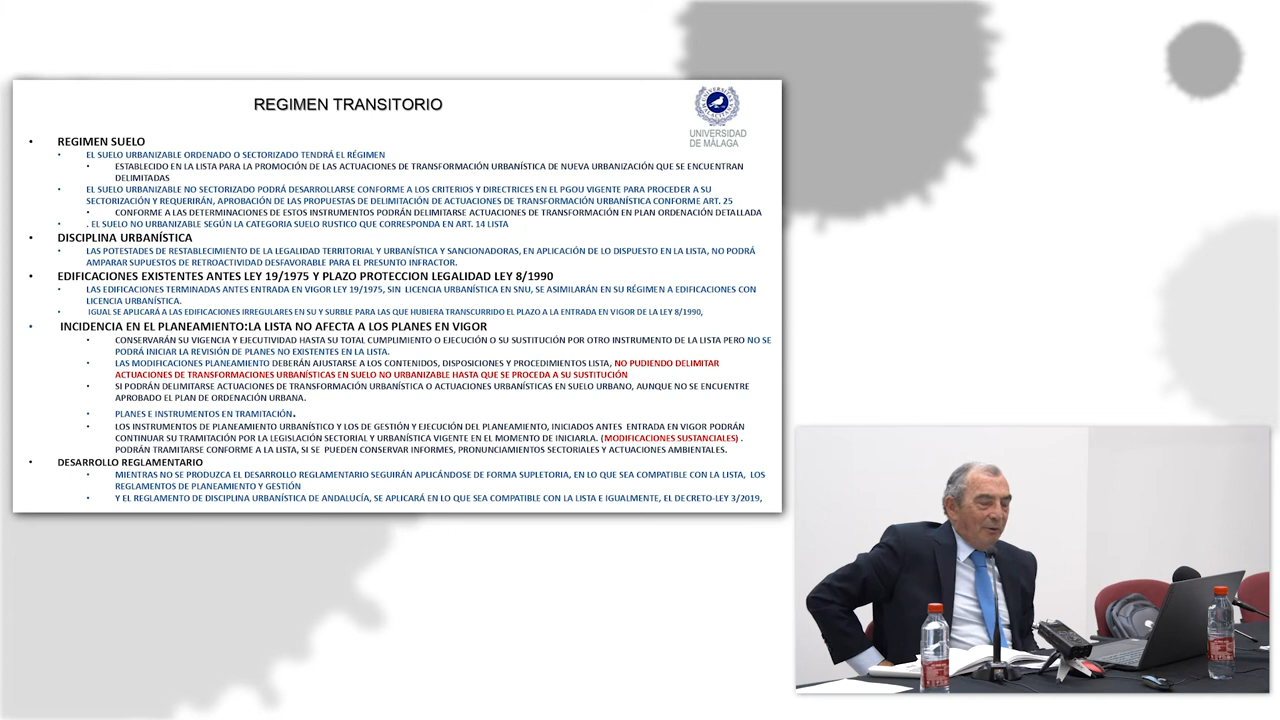 REGIMEN TRANSITORIO
UNIVERSIDAD
DE MÁLAGA
• REGIMEN SUELO
• EL SUELO URBANIZABLE ORDENADO O SECTORIZADO TENDRÁ EL RÉGIMEN
• ESTABLECIDO EN LA LISTA PARA LA PROMOCIÓN DE LAS ACTUACIONES DE TRANSFORMACIÓN URBANÍSTICA DE NUEVA URBANIZACIÓN QUE SE ENCUENTRAN
DELIMITADAS
• EL SUELO URBANIZABLE NO SECTORIZADO PODRÁ DESARROLLARSE CONFORME A LOS CRITERIOS Y DIRECTRICES EN EL PGOU VIGENTE PARA PROCEDER A SU
SECTORIZACIÓN Y REQUERIRÁN, APROBACIÓN DE LAS PROPUESTAS DE DELIMITACIÓN DE ACTUACIONES DE TRANSFORMACIÓN URBANÍSTICA CONFORME ART. 25
• CONFORME A LAS DETERMINACIONES DE ESTOS INSTRUMENTOS PODRÁN DELIMITARSE ACTUACIONES DE TRANSFORMACIÓN EN PLAN ORDENACIÓN DETALLADA
• . EL SUELO NO URBANIZABLE SEGÚN LA CATEGORIA SUELO RUSTICO QUE CORRESPONDA EN ART. 14 LISTA
• DISCIPLINA URBANÍSTICA
• LAS POTESTADES DE RESTABLECIMIENTO DE LA LEGALIDAD TERRITORIAL Y URBANÍSTICA Y SANCIONADORAS, EN APLICACIÓN DE LO DISPUESTO EN LA LISTA, NO PODRÁ
AMPARAR SUPUESTOS DE RETROACTIVIDAD DESFAVORABLE PARA EL PRESUNTO INFRACTOR.
• EDIFICACIONES EXISTENTES ANTES LEY 19/1975 Y PLAZO PROTECCION LEGALIDAD LEY 8/1990
• LAS EDIFICACIONES TERMINADAS ANTES ENTRADA EN VIGOR LEY 19/1975, SIN LICENCIA URBANÍSTICA EN SNU, SE ASIMILARÁN EN SU RÉGIMEN A EDIFICACIONES CON
LICENCIA URBANÍSTICA.
• IGUAL SE APLICARÁ A LAS EDIFICACIONES IRREGULARES EN SU Y SURBLE PARA LAS QUE HUBIERA TRANSCURRIDO EL PLAZO A LA ENTRADA EN VIGOR DE LA LEY 8/1990,
• INCIDENCIA EN EL PLANEAMIENTO:LA LISTA NO AFECTA A LOS PLANES EN VIGOR
• CONSERVARÁN SU VIGENCIA Y EJECUTIVIDAD HASTA SU TOTAL CUMPLIMIENTO O EJECUCIÓN O SU SUSTITUCIÓN POR OTRO INSTRUMENTO DE LA LISTA PERO NO SE
PODRÁ INICIAR LA REVISIÓN DE PLANES NO EXISTENTES EN LA LISTA.
• LAS MODIFICACIONES PLANEAMIENTO DEBERÁN AJUSTARSE A LOS CONTENIDOS, DISPOSICIONES Y PROCEDIMIENTOS LISTA, NO PUDIENDO DELIMITAR
ACTUACIONES DE TRANSFORMACIONES URBANÍSTICAS EN SUELO NO URBANIZABLE HASTA QUE SE PROCEDA A SU SUSTITUCIÓN
• SI PODRÁN DELIMITARSE ACTUACIONES DE TRANSFORMACIÓN URBANÍSTICA O ACTUACIONES URBANÍSTICAS EN SUELO URBANO, AUNQUE NO SE ENCUENTRE
APROBADO EL PLAN DE ORDENACIÓN URBANA.
• PLANES E INSTRUMENTOS EN TRAMITACIÓN.
• LOS INSTRUMENTOS DE PLANEAMIENTO URBANÍSTICO Y LOS DE GESTIÓN Y EJECUCIÓN DEL PLANEAMIENTO, INICIADOS ANTES ENTRADA EN VIGOR PODRÁN
CONTINUAR SU TRAMITACIÓN POR LA LEGISLACIÓN SECTORIAL Y URBANÍSTICA VIGENTE EN EL MOMENTO DE INICIARLA. (MODIFICACIONES SUSTANCIALES) .
PODRÁN TRAMITARSE CONFORME A LA LISTA, SI SE PUEDEN CONSERVAR INFORMES, PRONUNCIAMIENTOS SECTORIALES Y ACTUACIONES AMBIENTALES.
• DESARROLLO REGLAMENTARIO
• MIENTRAS NO SE PRODUZCA EL DESARROLLO REGLAMENTARIO SEGUIRÁN APLICÁNDOSE DE FORMA SUPLETORIA, EN LO QUE SEA COMPATIBLE CON LA LISTA, LOS
REGLAMENTOS DE PLANEAMIENTO Y GESTIÓN
• Y EL REGLAMENTO DE DISCIPLINA URBANÍSTICA DE ANDALUCÍA, SE APLICARÁ EN LO QUE SEA COMPATIBLE CON LA LISTA E IGUALMENTE, EL DECRETO-LEY 3/2019,